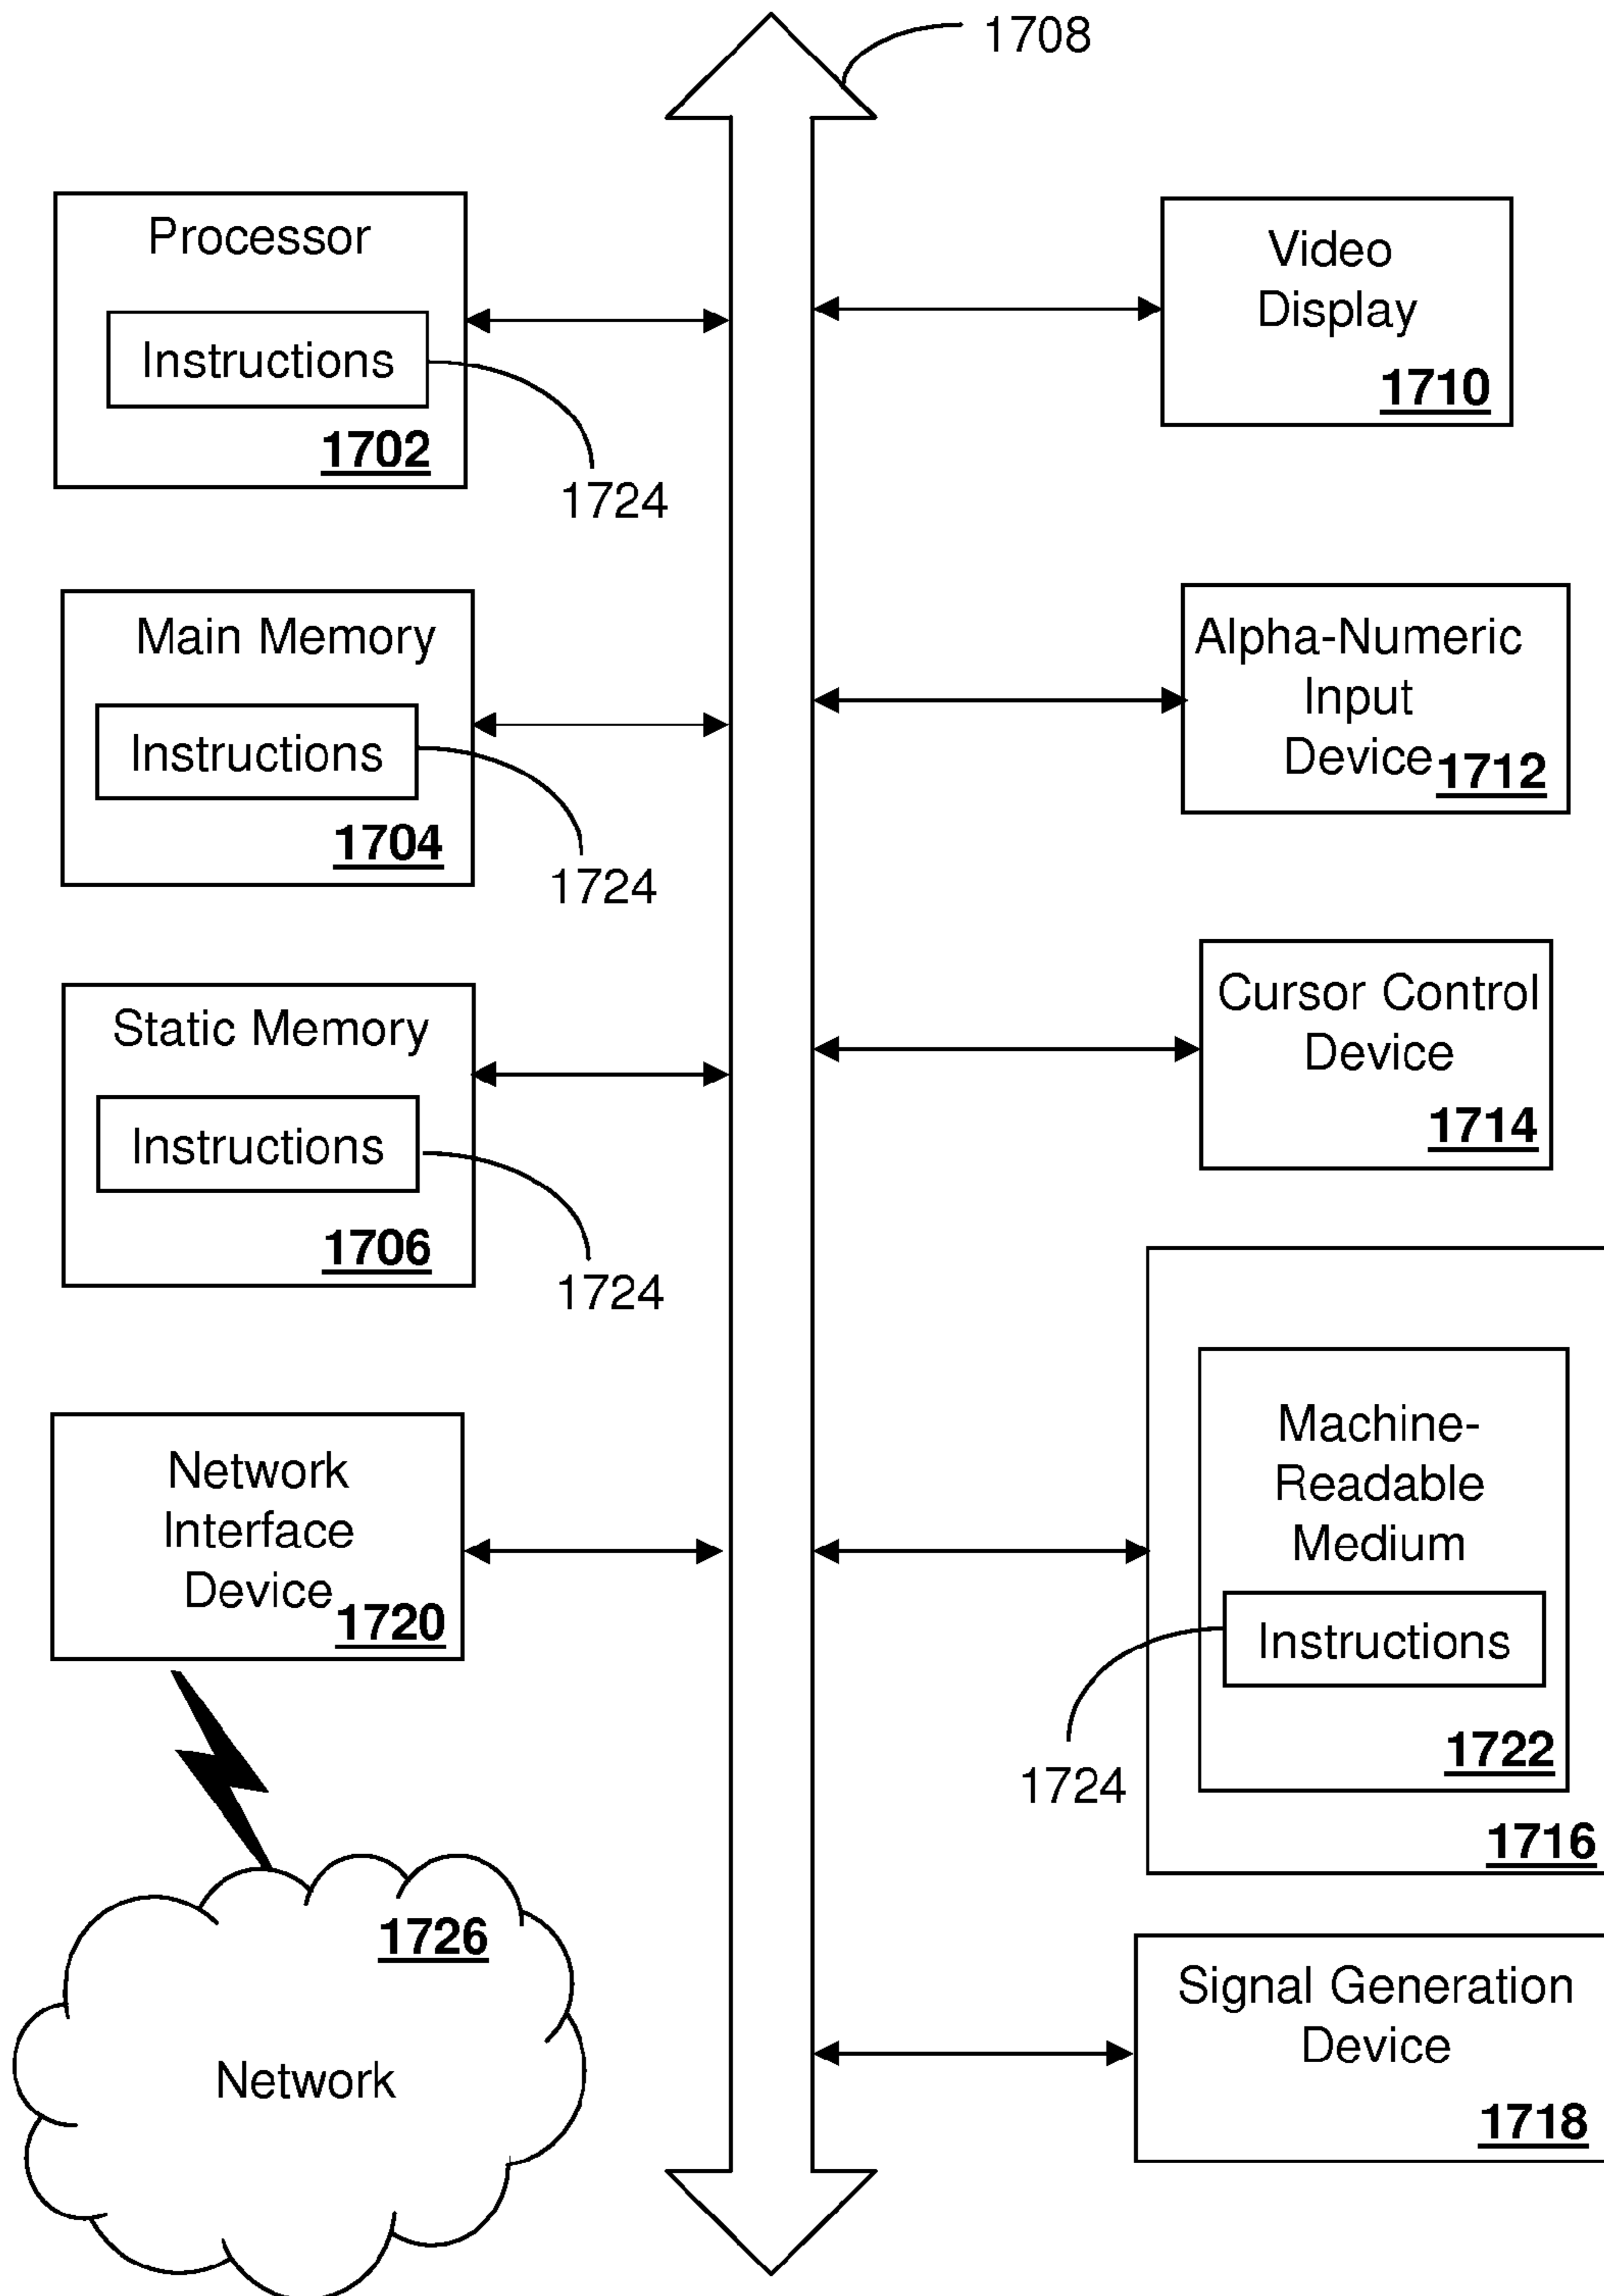 1708
Processor
Instructions
1702
1724
Main Memory
Instructions
1704
1724
Static Memory
Instructions
1706
1724
Network
Interface
Device
1720
1726
Network
Video
Display
1710
Alpha-Numeric
Input
Device
1712
Cursor Control
Device
1714
Machine-
Readable
Medium
Instructions
1722
1724
1716
Signal Generation
Device
1718